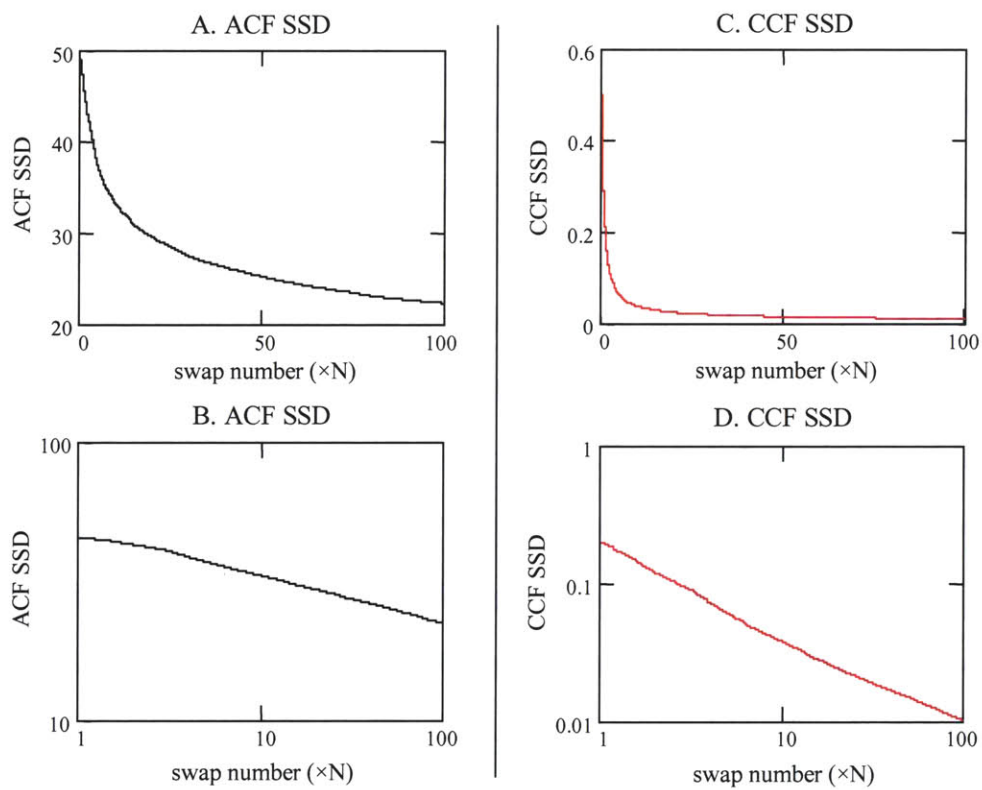 A. ACF SSD
50
40
30
20
ACF SSD
0 50 100
swap number (×N)
B. ACF SSD
100
10
ACF SSD
1 10 100
swap number (×N)
C. CCF SSD
0.6
0.4
0.2
0
CCF SSD
0 50 100
swap number (×N)
D. CCF SSD
1
0.1
0.01
CCF SSD
1 10 100
swap number (×N)